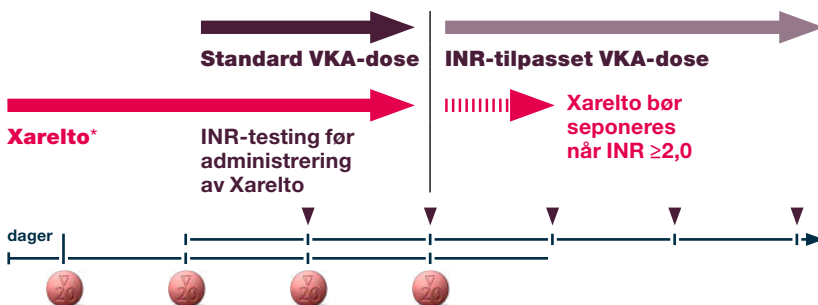 Standard VKA-dose
INR-tilpasset VKA-dose
Xarelto*
INR-testing før
administrering
av Xarelto
Xarelto bør
seponeres
når INR ≥2,0
dager
20
20
20
20